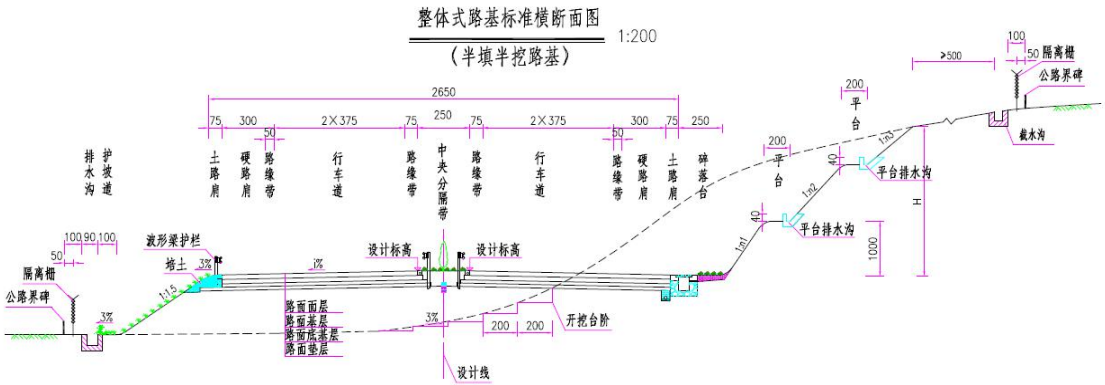 整体式路基标准横断面图
1:200
(半填半挖路基)
100
50
隔离栅
公路界碑
>500
截水沟
200
平台
1:n3
40
平台排水沟
200
平台
1:n2
40
平台排水沟
1:n1
H
1000
2650
75
300
50
2×375
75
250
75
2×375
50
300
75
250
排水沟
护坡道
土路肩
硬路肩
路缘带
行车道
路缘带
中央分隔带
路缘带
行车道
路缘带
硬路肩
土路肩
碎落台
100
90
100
50
隔离栅
公路界碑
波形梁护栏
培土
3%
1:1.5
3%
i%
设计标高
设计标高
路面面层
路面基层
路面底基层
路面垫层
3%
200
200
开挖台阶
设计线